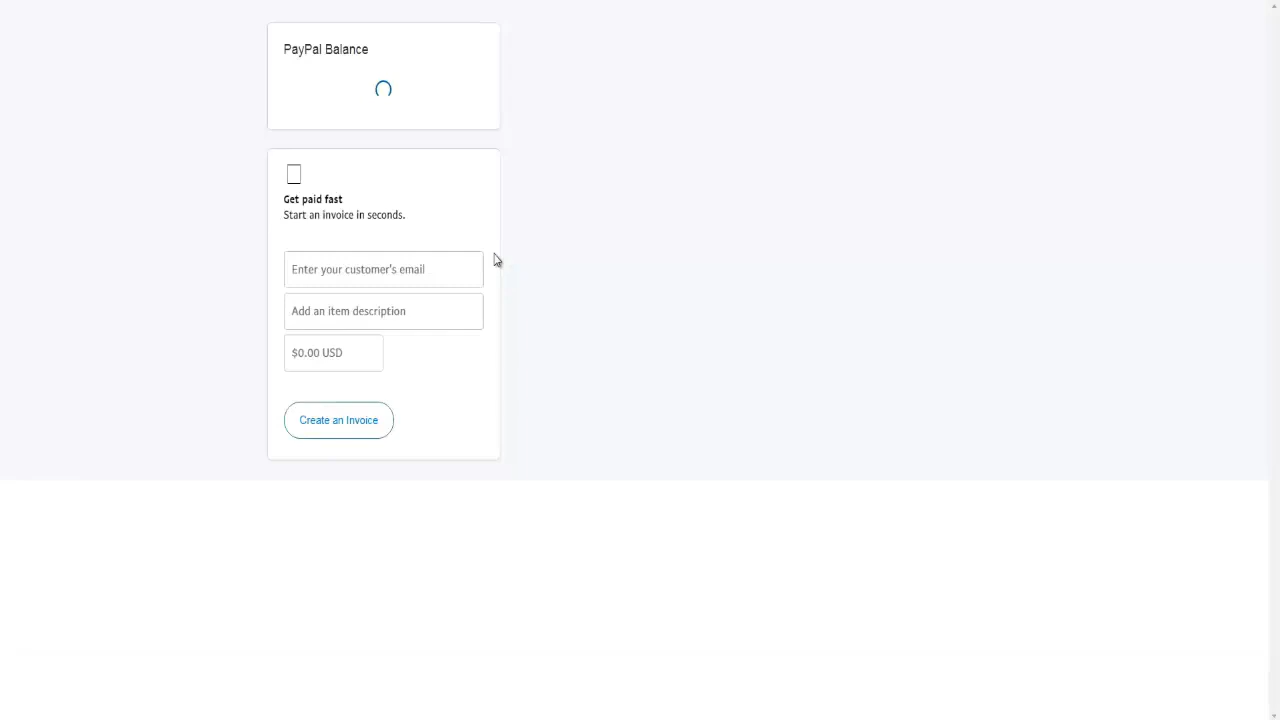 PayPal Balance
Get paid fast
Start an invoice in seconds.
Enter your customer's email
Add an item description
$0.00 USD
Create an Invoice